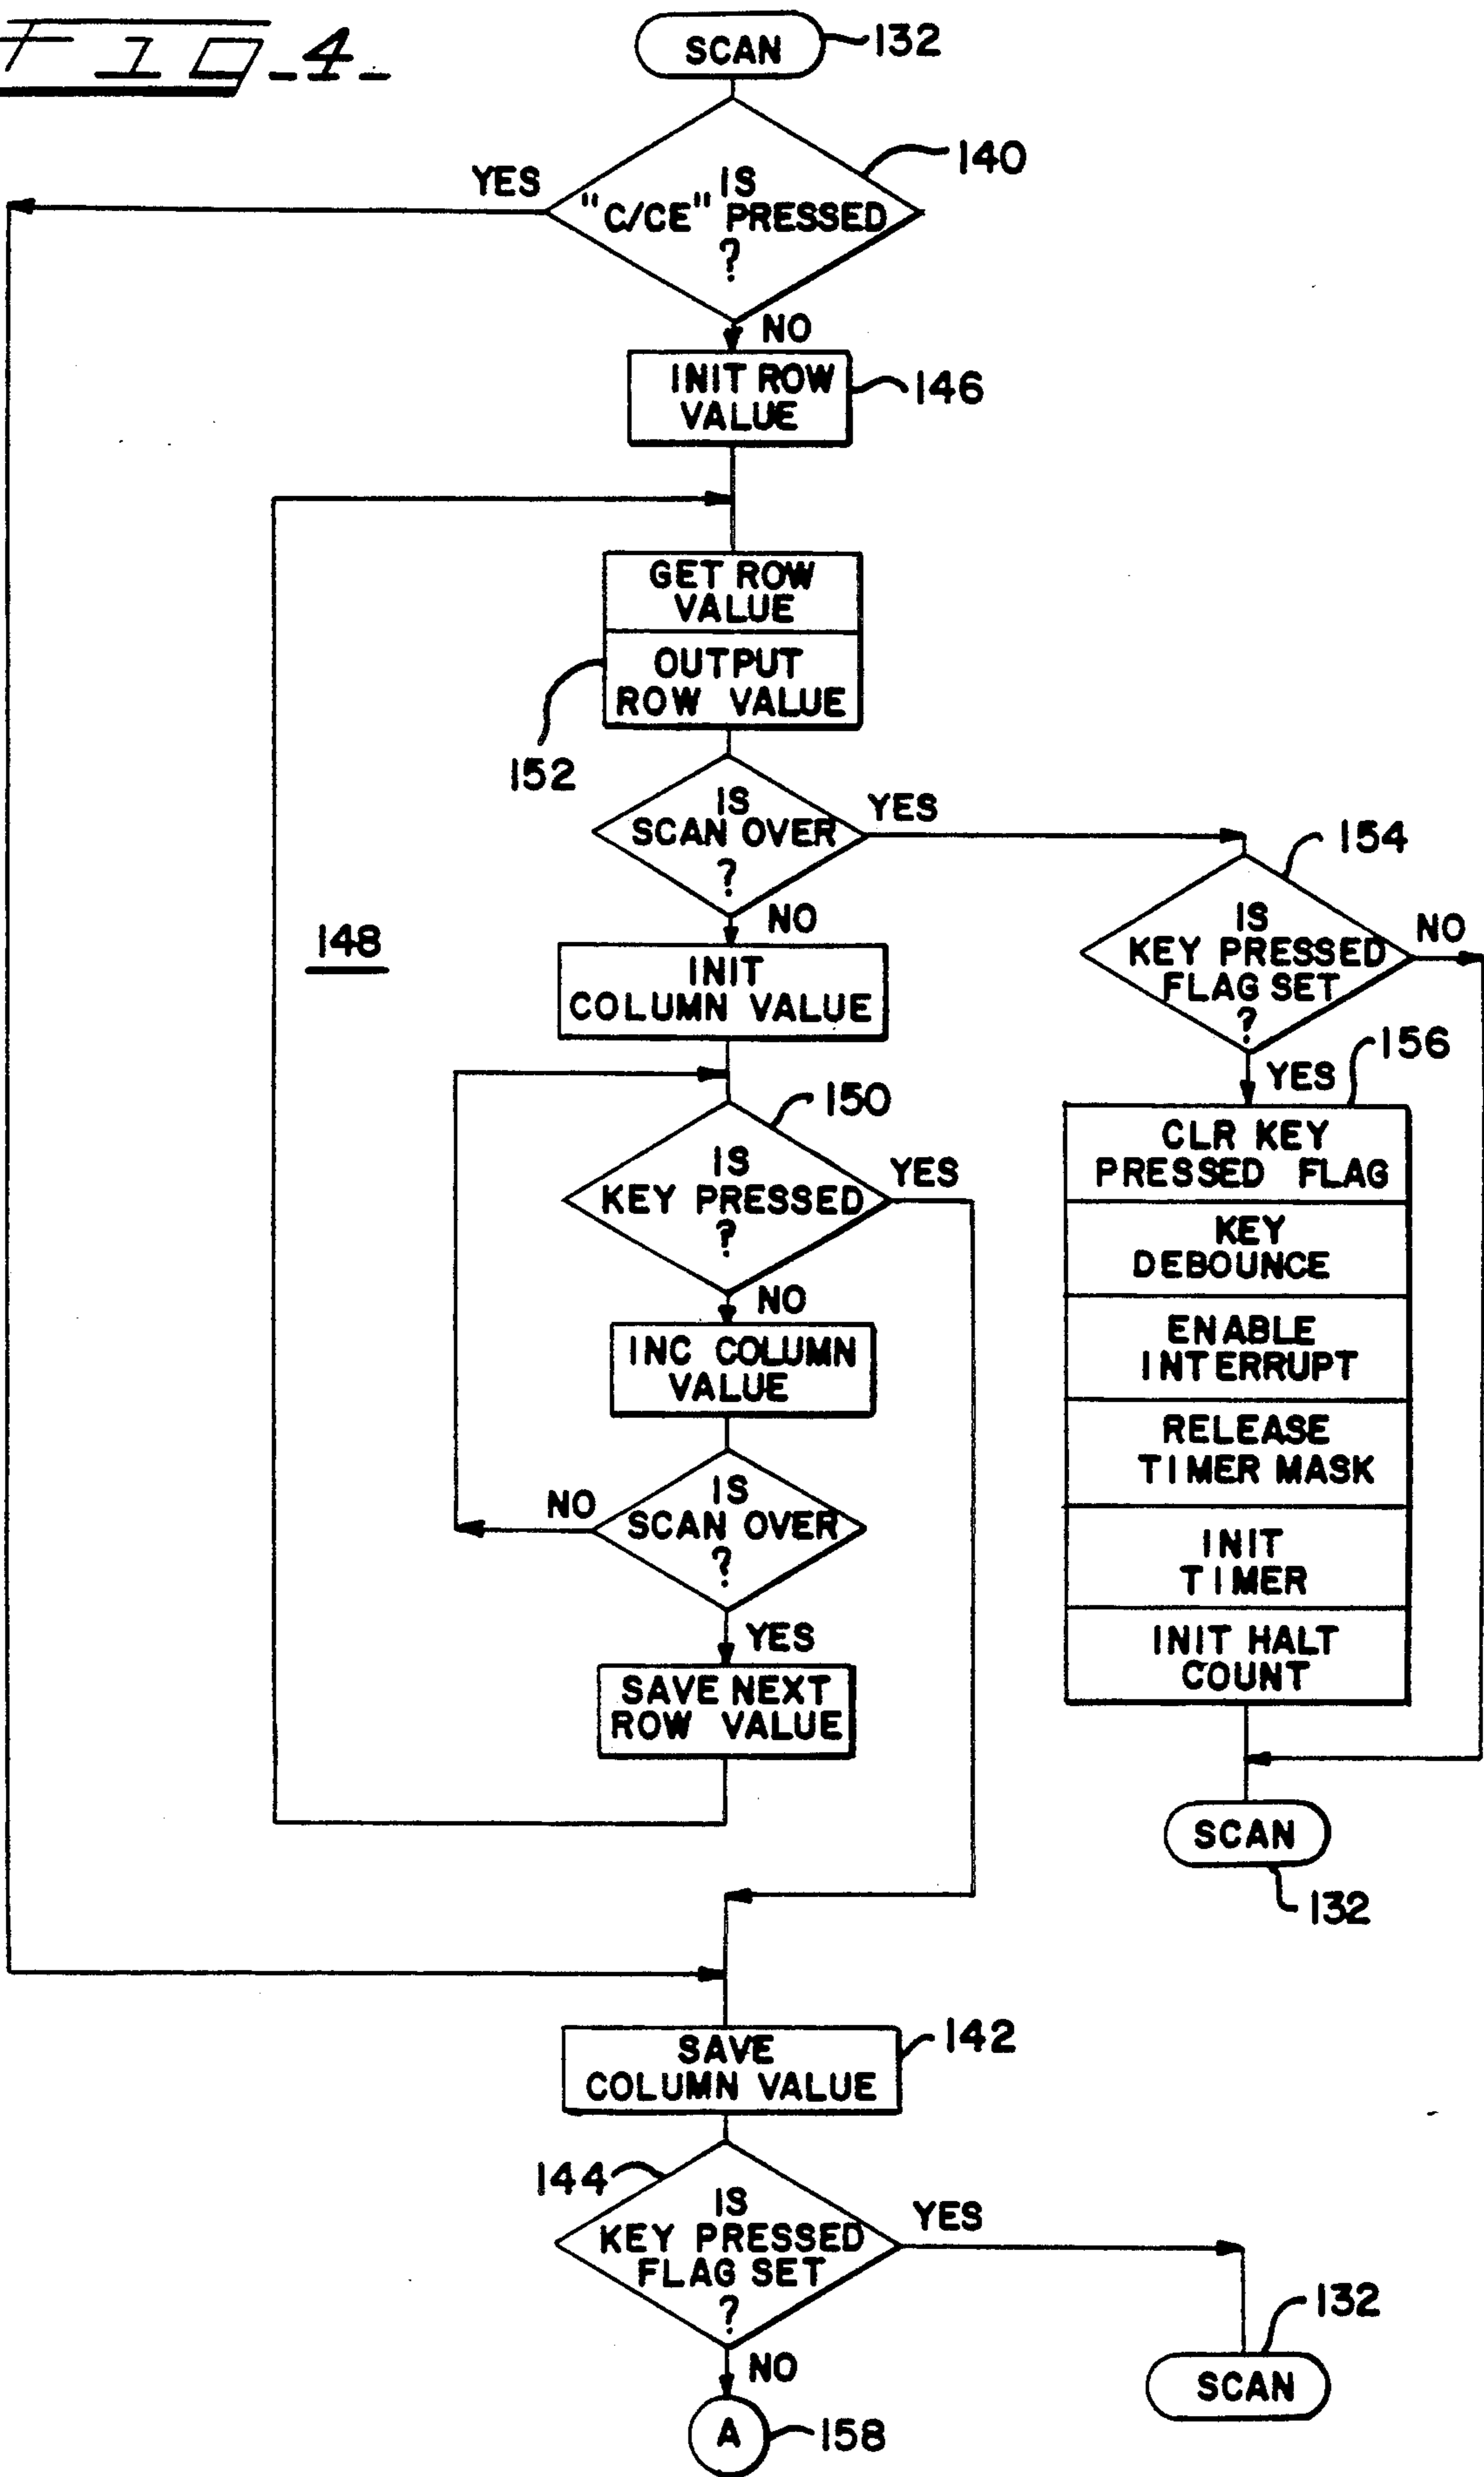 FIG_4_
SCAN
132
140
YES
IS
"C/CE" PRESSED
?
NO
INIT ROW
VALUE
146
GET ROW
VALUE
OUTPUT
ROW VALUE
152
IS
SCAN OVER
?
YES
154
NO
IS
KEY PRESSED
FLAG SET
?
NO
148
INIT
COLUMN VALUE
156
YES
150
IS
KEY PRESSED
?
YES
CLR KEY
PRESSED FLAG
KEY
DEBOUNCE
ENABLE
INTERRUPT
RELEASE
TIMER MASK
INIT
TIMER
INIT HALT
COUNT
NO
INC COLUMN
VALUE
IS
SCAN OVER
?
NO
YES
SAVE NEXT
ROW VALUE
SCAN
132
SAVE
COLUMN VALUE
142
144
IS
KEY PRESSED
FLAG SET
?
YES
132
SCAN
NO
A
158